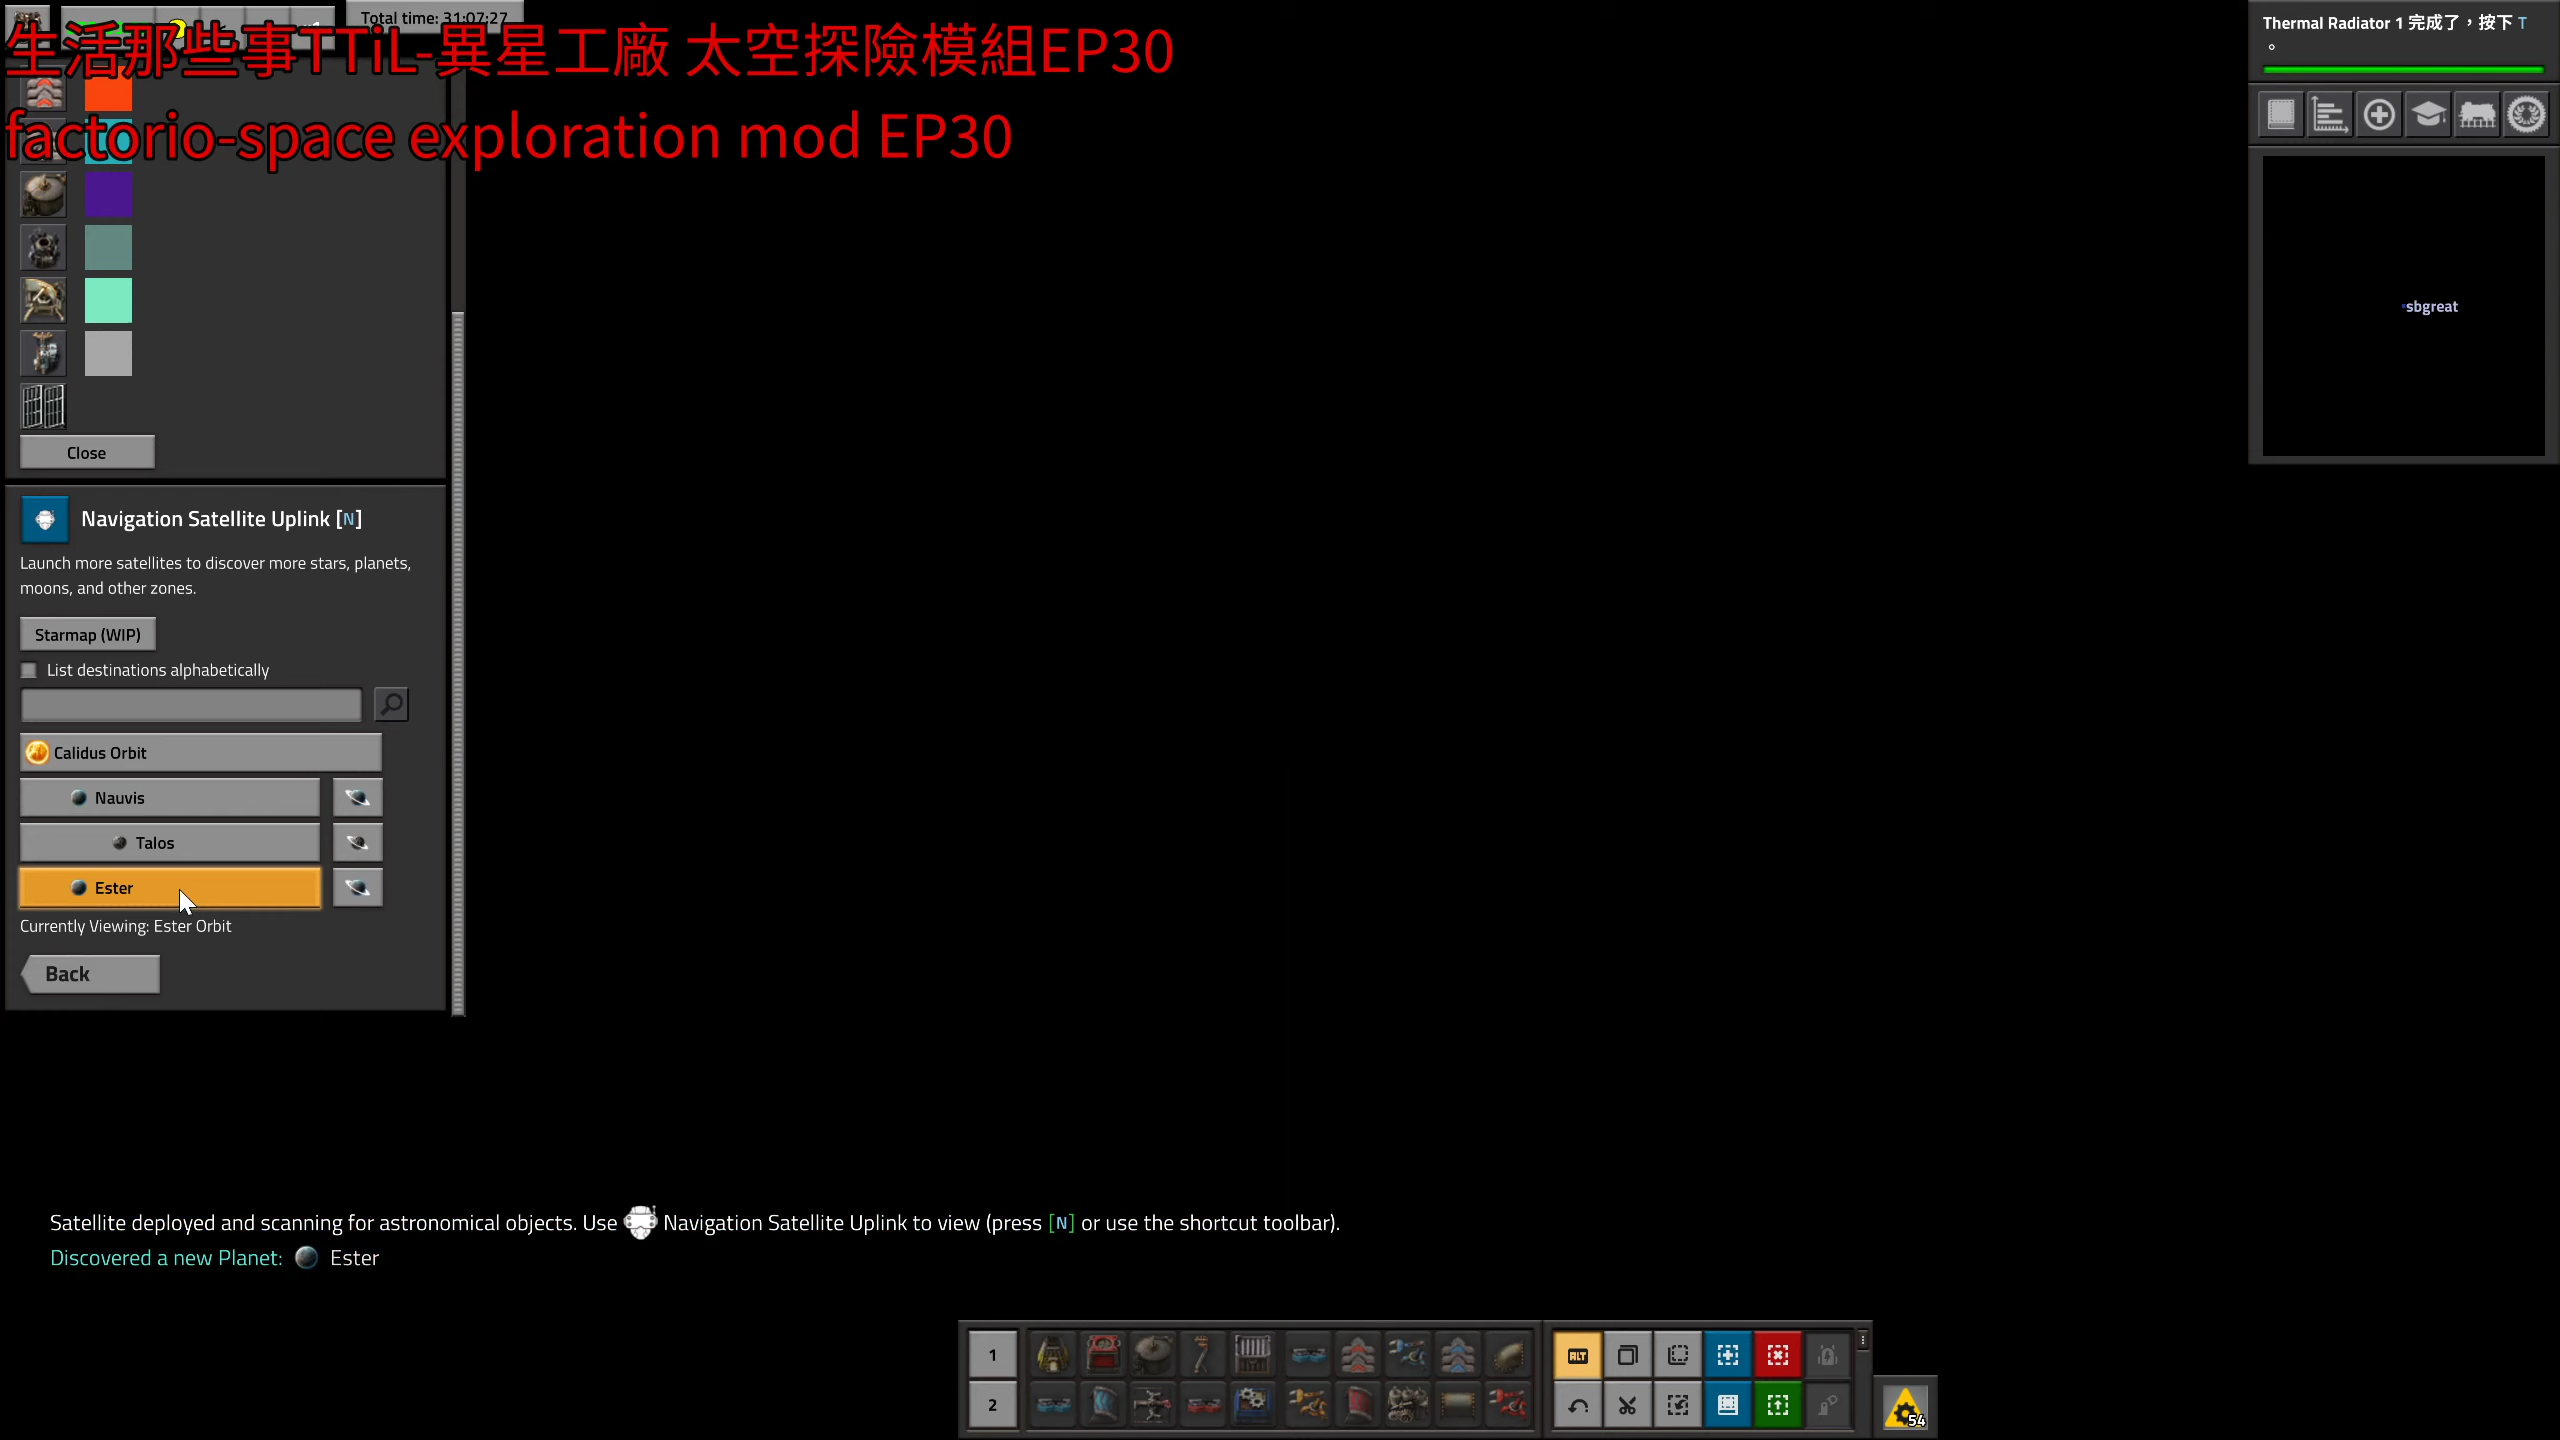 Total time: 31:07:27
生活那些事TTiL-異星工廠 太空探險模組EP30
factorio-space exploration mod EP30
Thermal Radiator 1 完成了，按下 T
。
sbgreat
Close
Navigation Satellite Uplink [N]
Launch more satellites to discover more stars, planets,
moons, and other zones.
Starmap (WIP)
List destinations alphabetically
Calidus Orbit
Nauvis
Talos
Ester
Currently Viewing: Ester Orbit
Back
Satellite deployed and scanning for astronomical objects. Use Navigation Satellite Uplink to view (press [N] or use the shortcut toolbar).
Discovered a new Planet: Ester
1
ALT
2
54